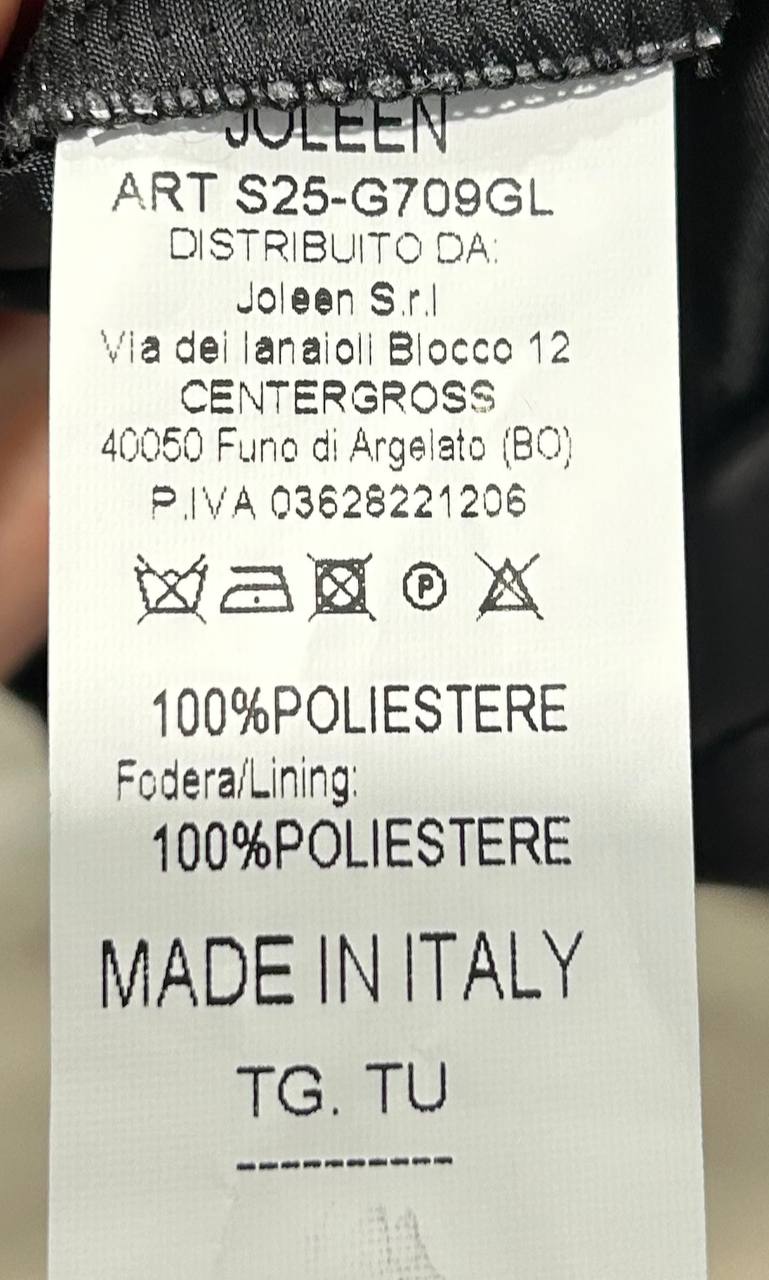 JOLEEN
ART S25-G709GL
DISTRIBUITO DA:
Joleen S.r.l
Via dei lanaioli Blocco 12
CENTERGROSS
40050 Funo di Argelato (BO)
P.IVA 03628221206
P
100%POLIESTERE
Fodera/Lining:
100%POLIESTERE
MADE IN ITALY
TG. TU
----------